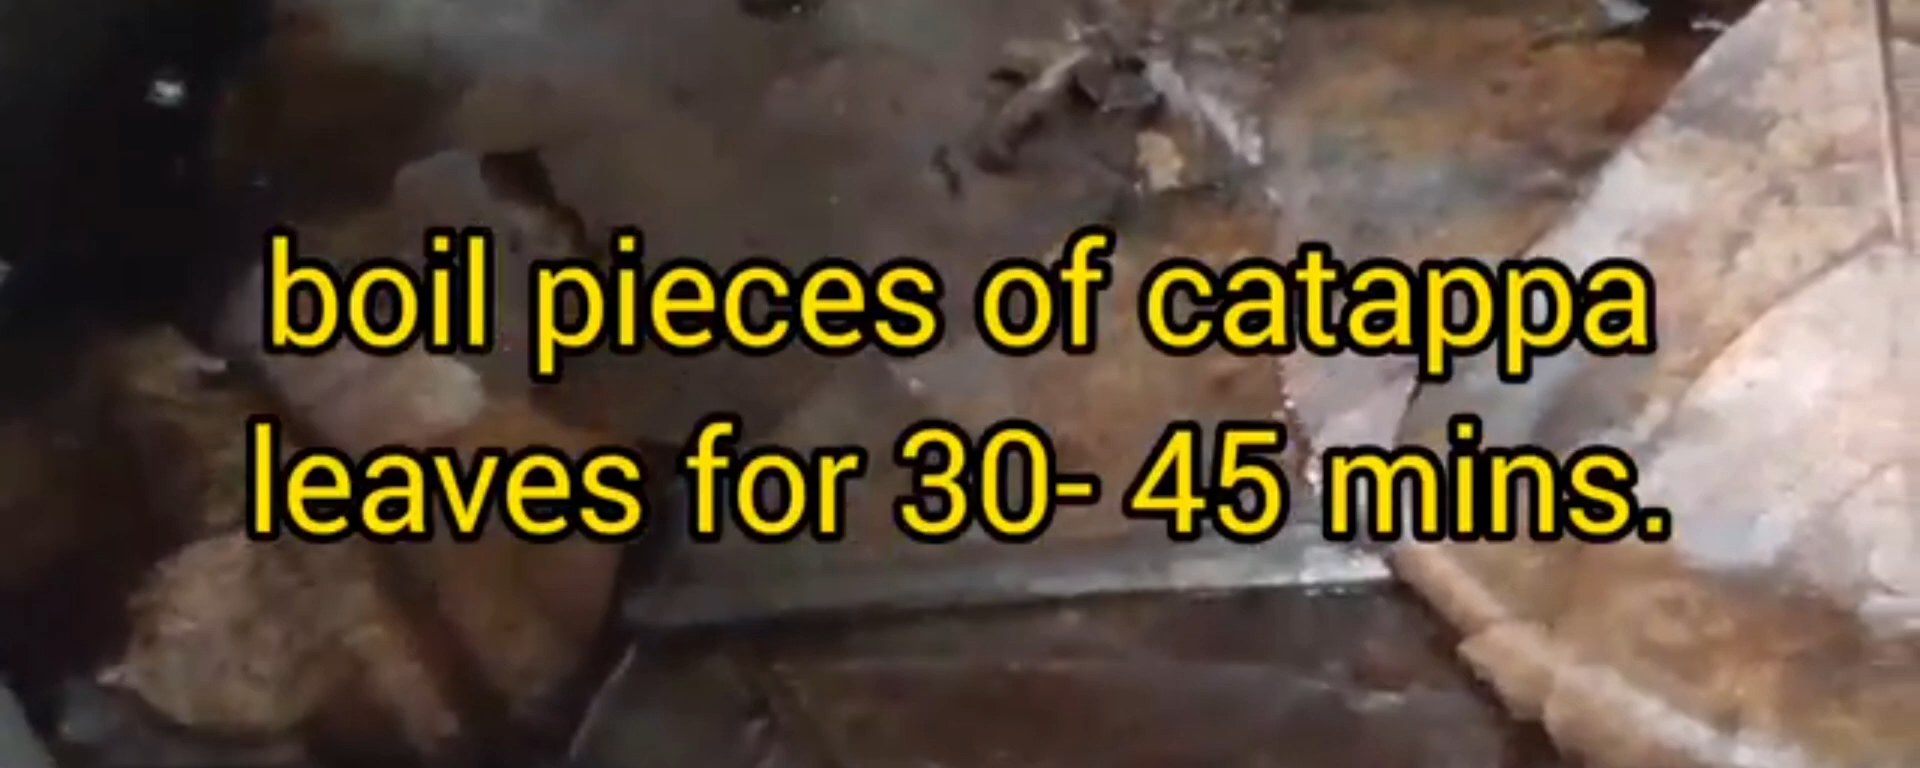 boil pieces of catappa
leaves for 30- 45 mins.